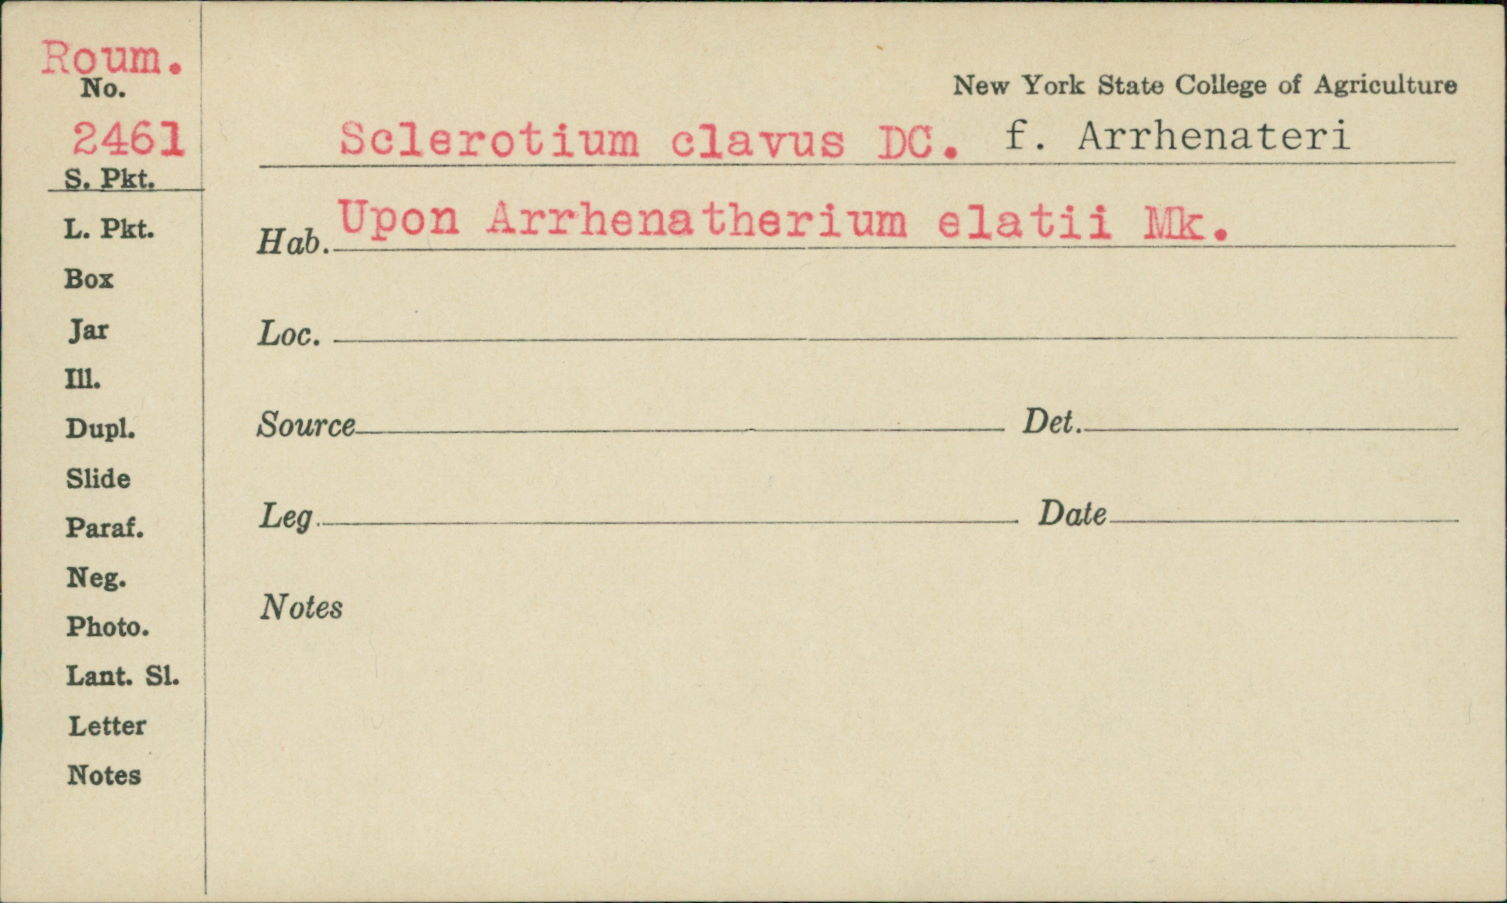 Roum.
No.
2461
S. Pkt.
L. Pkt.
Box
Jar
Ill.
Dupl.
Slide
Paraf.
Neg.
Photo.
Lant. Sl.
Letter
Notes
New York State College of Agriculture
Sclerotium clavus DC. f. Arrhenateri
Hab. Upon Arrhenatherium elatii Mk.
Loc.
Source Det.
Leg Date
Notes